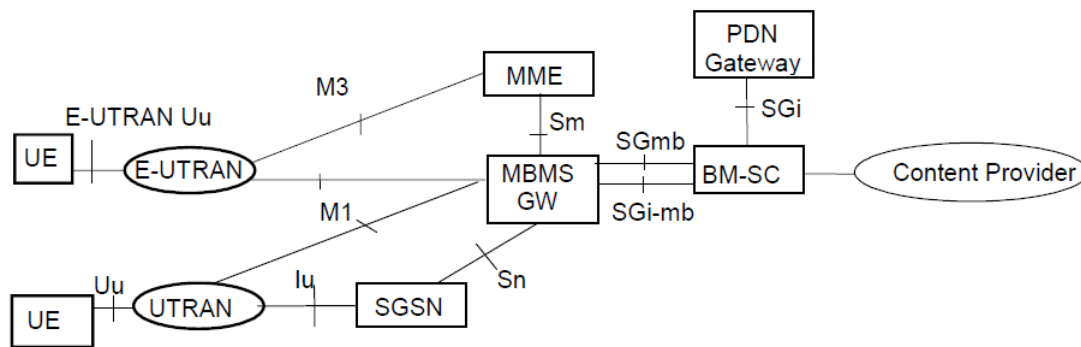 PDN
Gateway
MME
M3
SGi
E-UTRAN Uu
Sm
SGmb
UE
E-UTRAN
MBMS
GW
BM-SC
Content Provider
M1
SGi-mb
Uu
Iu
Sn
UE
UTRAN
SGSN